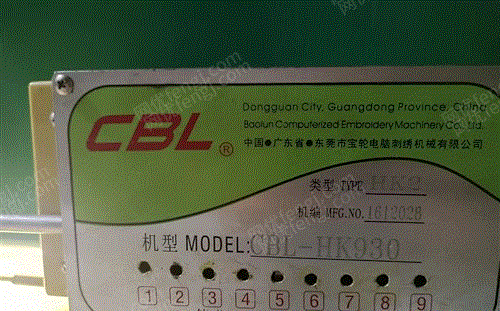 CBL®
Dongguan City, Guangdong Province, China
Baolun Computerized Embroidery Machinery Co., Ltd.
中国●广东省●东莞市宝轮电脑刺绣机械有限公司
类型 TYPE HK9
机编 MFG.NO. 1612026
机型 MODEL: CBL-HK930
1 2 3 4 5 6 7 8 9